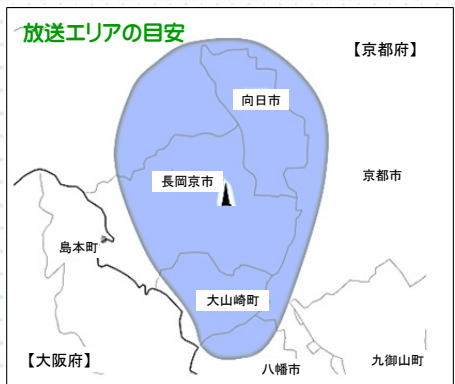 放送エリアの目安
【京都府】
向日市
京都市
長岡京市
島本町
大山崎町
【大阪府】
八幡市
九御山町